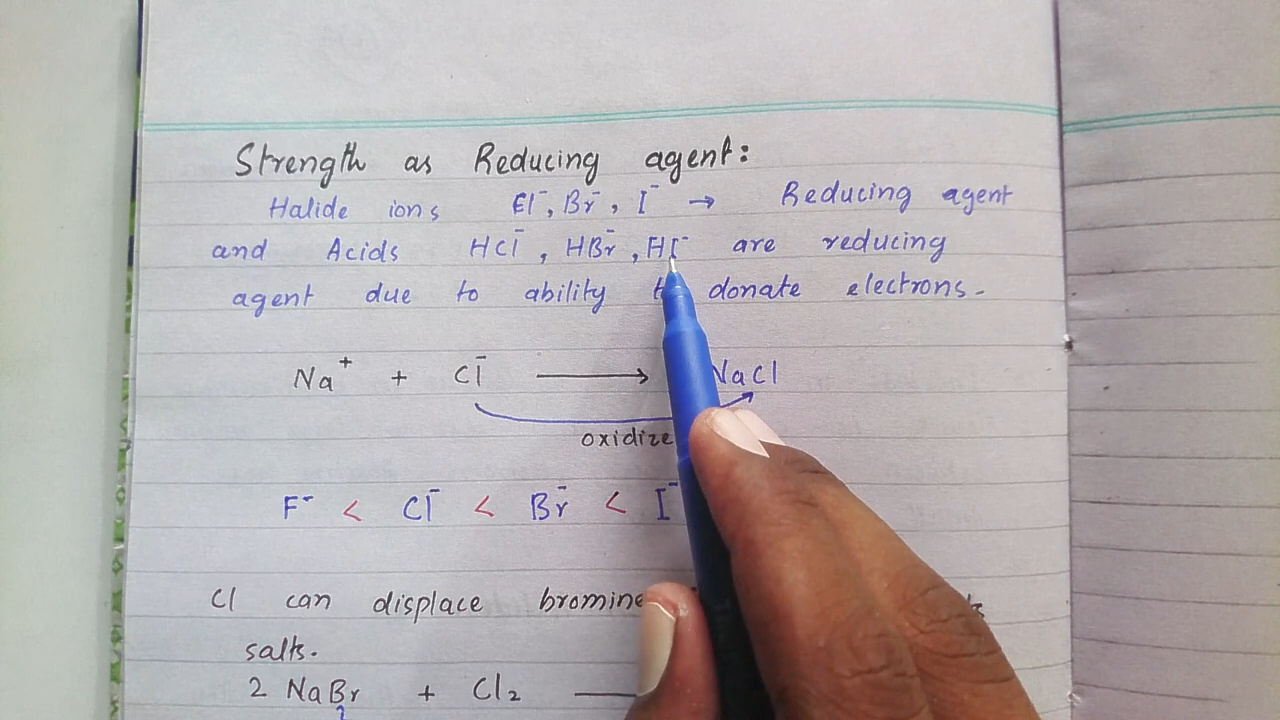 Strength as Reducing agent:
Halide ions Cl⁻, Br⁻, I⁻ → Reducing agent
and Acids HCl⁻, HBr⁻, HI⁻ are reducing
agent due to ability donate electrons.
Na⁺ + Cl⁻ ⟶ NaCl
oxidize
F⁻ < Cl⁻ < Br⁻ < I⁻
Cl can displace bromine
salts.
2 NaBr + Cl₂ —